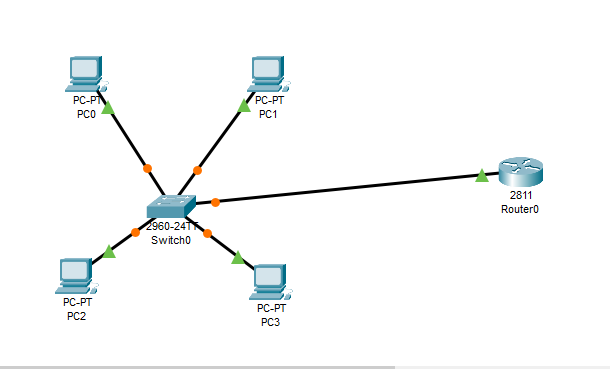 PC-PT
PC0
PC-PT
PC1
2811
Router0
2960-24TT
Switch0
PC-PT
PC2
PC-PT
PC3